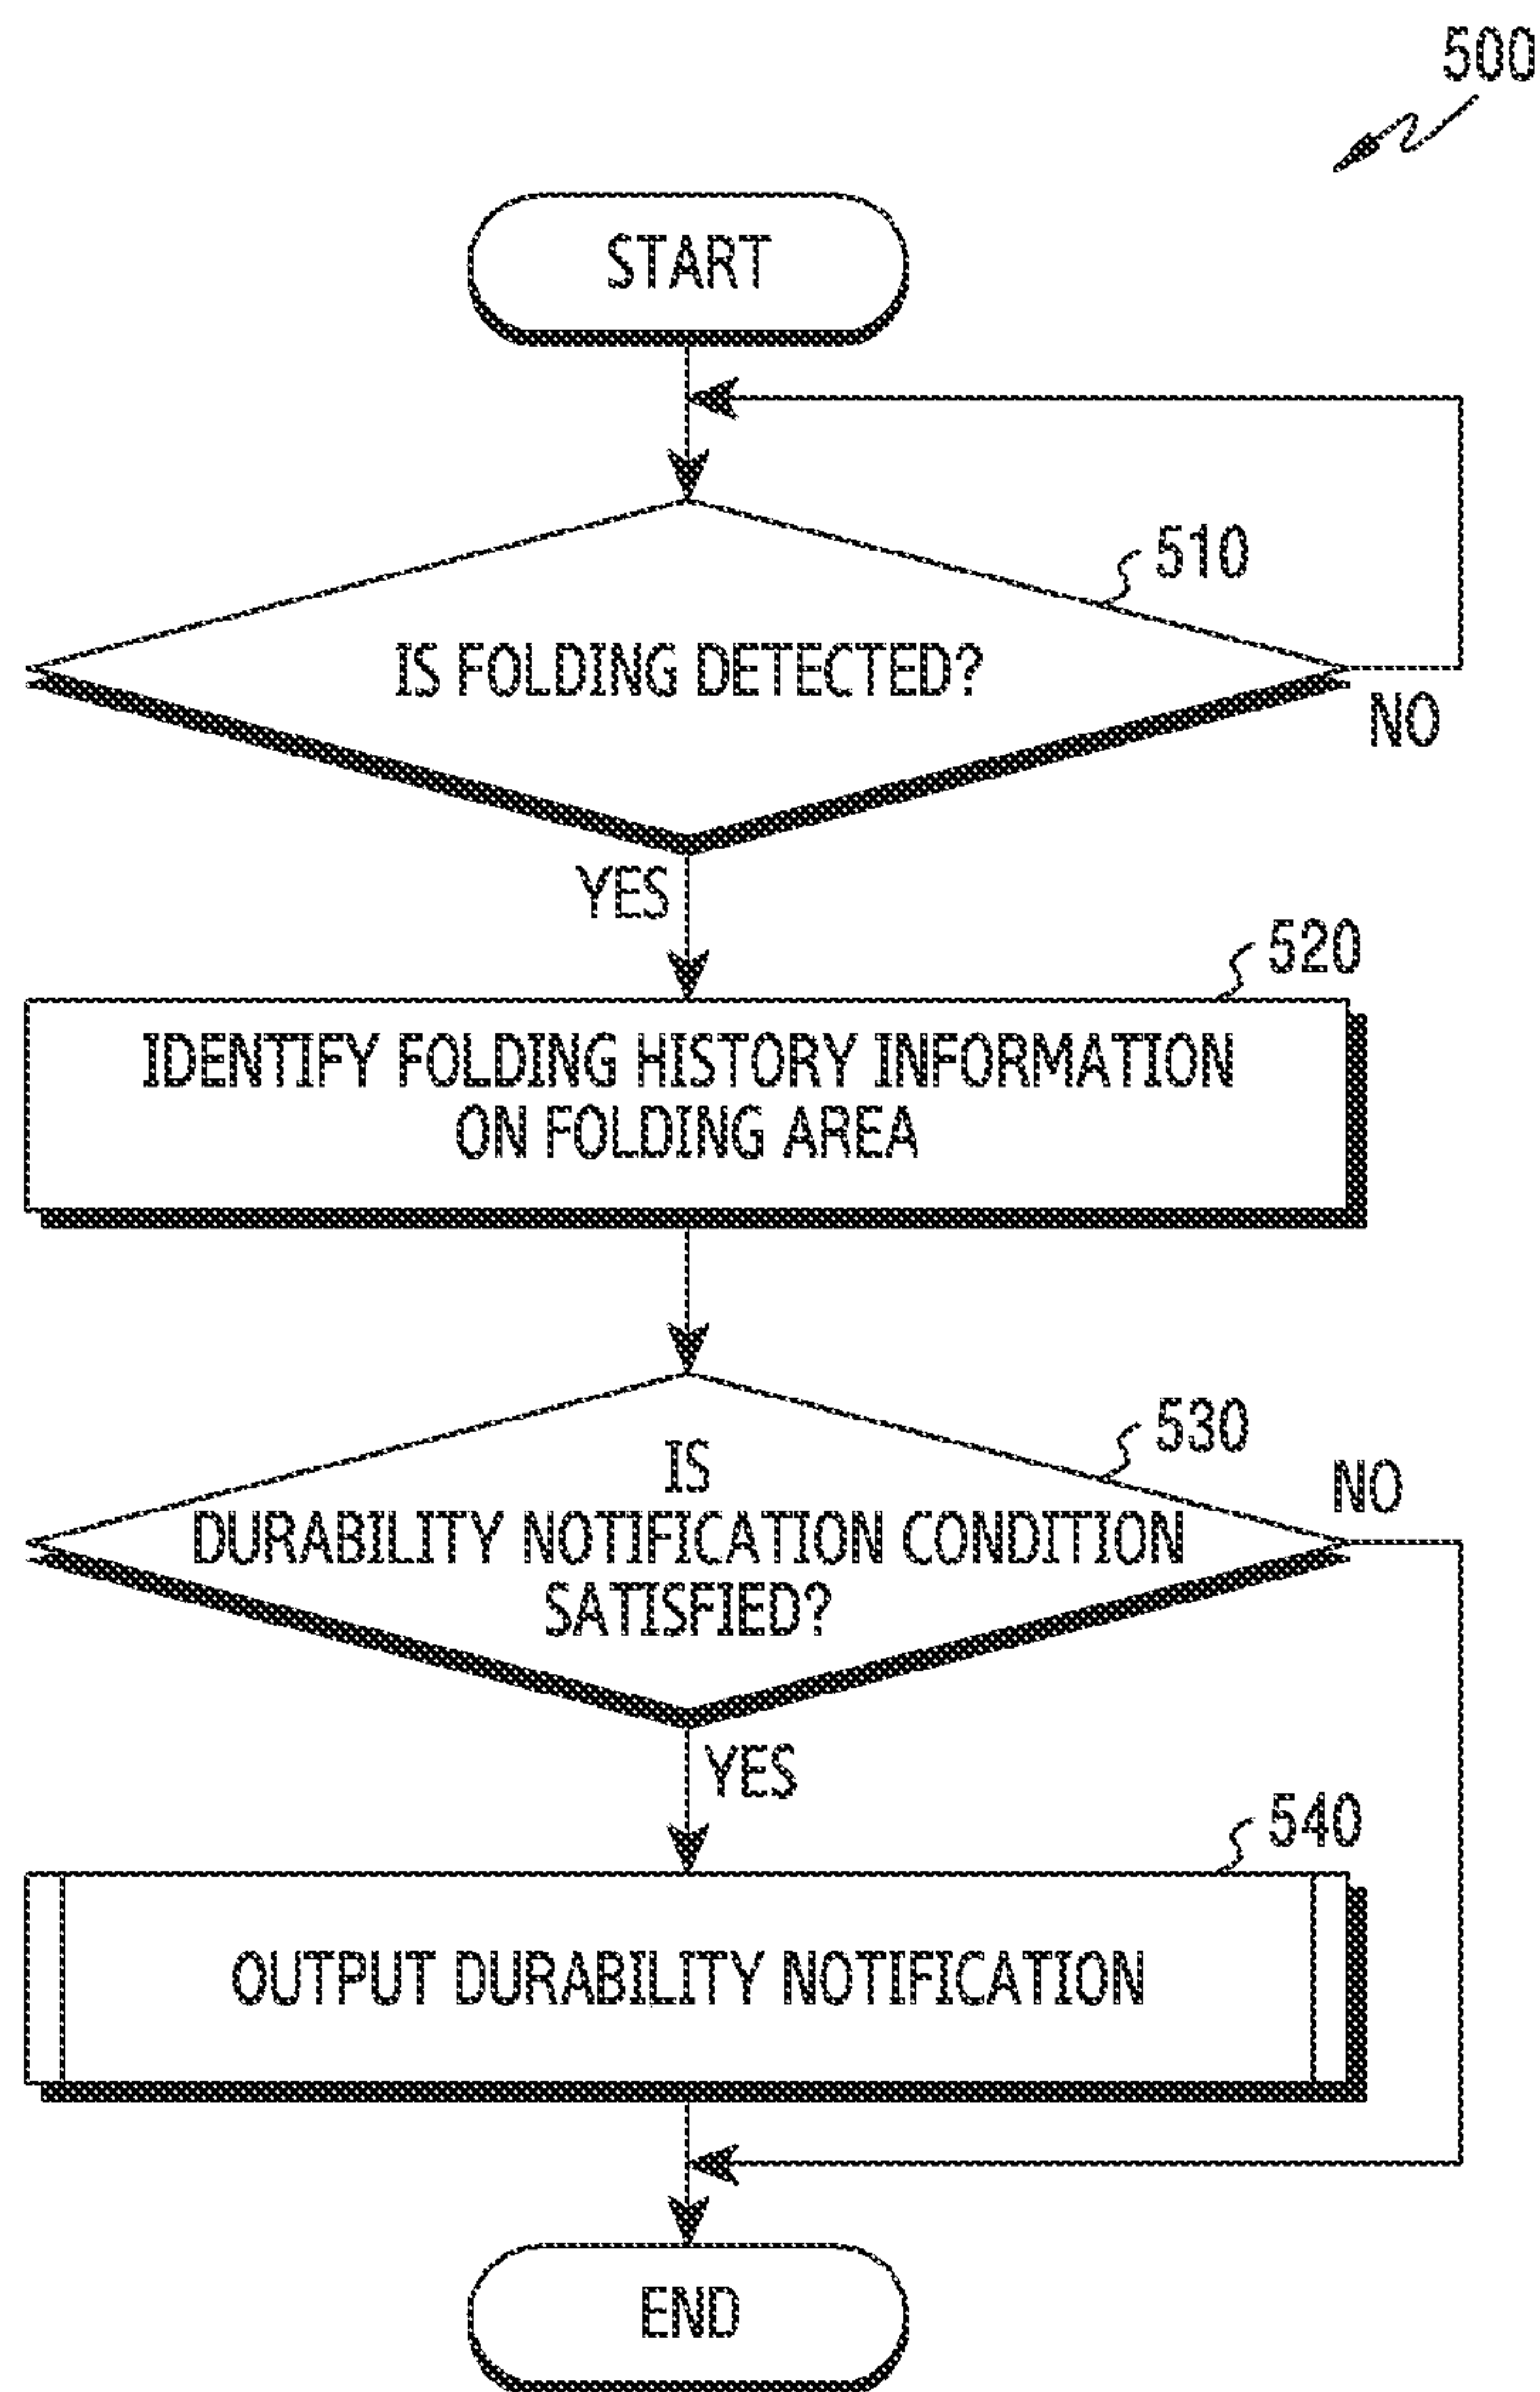 500
START
510
IS FOLDING DETECTED?
NO
YES
520
IDENTIFY FOLDING HISTORY INFORMATION
ON FOLDING AREA
530
NO
IS
DURABILITY NOTIFICATION CONDITION
SATISFIED?
YES
540
OUTPUT DURABILITY NOTIFICATION
END